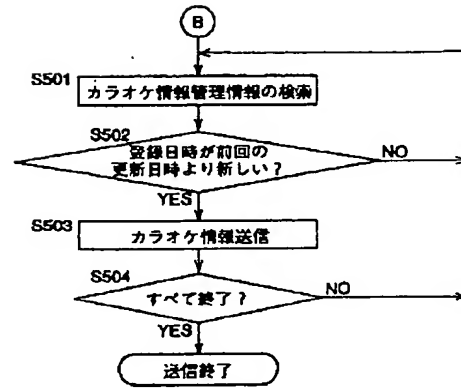 B
S501
カラオケ情報管理情報の検索
S502
登録日時が前回の
更新日時より新しい?
NO
YES
S503
カラオケ情報送信
S504
すべて終了?
NO
YES
送信終了